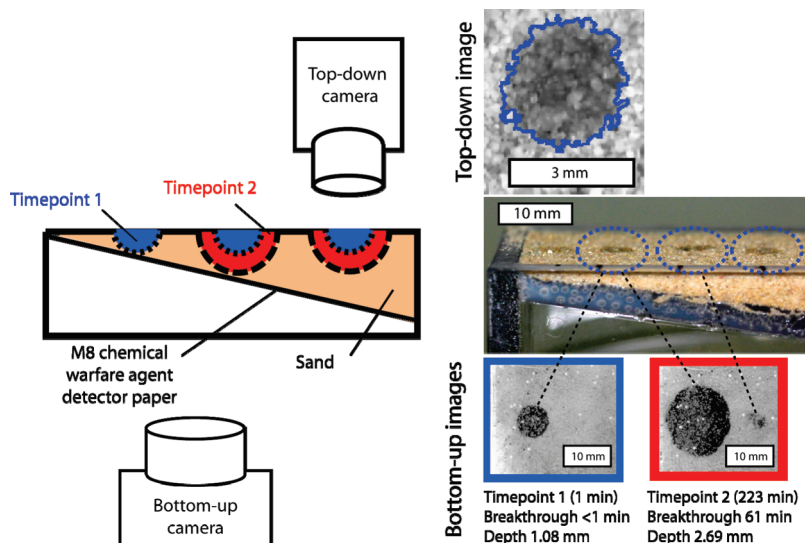 Top-down
camera
Timepoint 1
Timepoint 2
M8 chemical
warfare agent
detector paper
Sand
Bottom-up
camera
Top-down image
3 mm
10 mm
Bottom-up images
10 mm
10 mm
Timepoint 1 (1 min)
Breakthrough <1 min
Depth 1.08 mm
Timepoint 2 (223 min)
Breakthrough 61 min
Depth 2.69 mm